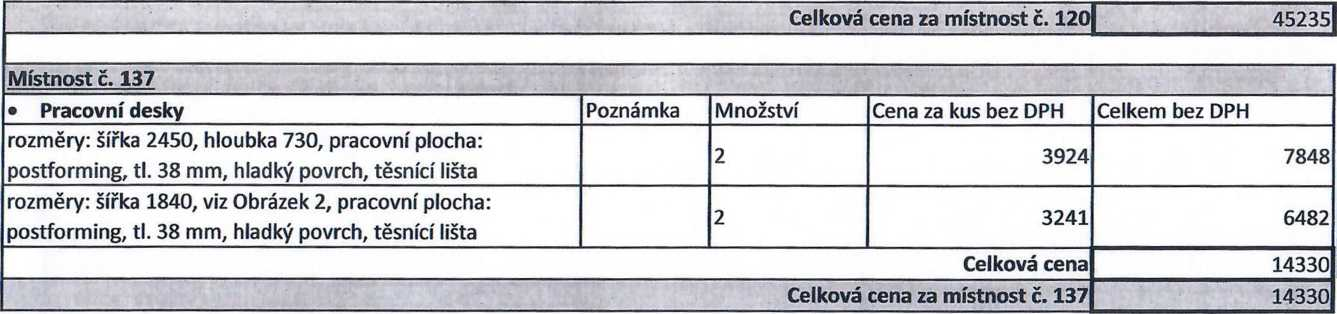 Celková cena za místnost č. 120 45235
Místnost č. 137
• Pracovní desky Poznámka Množství Cena za kus bez DPH Celkem bez DPH
rozměry: šířka 2450, hloubka 730, pracovní plocha:
postforming, tl. 38 mm, hladký povrch, těsnící lišta 2 3924 7848
rozměry: šířka 1840, viz Obrázek 2, pracovní plocha:
postforming, tl. 38 mm, hladký povrch, těsnící lišta 2 3241 6482
Celková cena 14330
Celková cena za místnost č. 137 14330